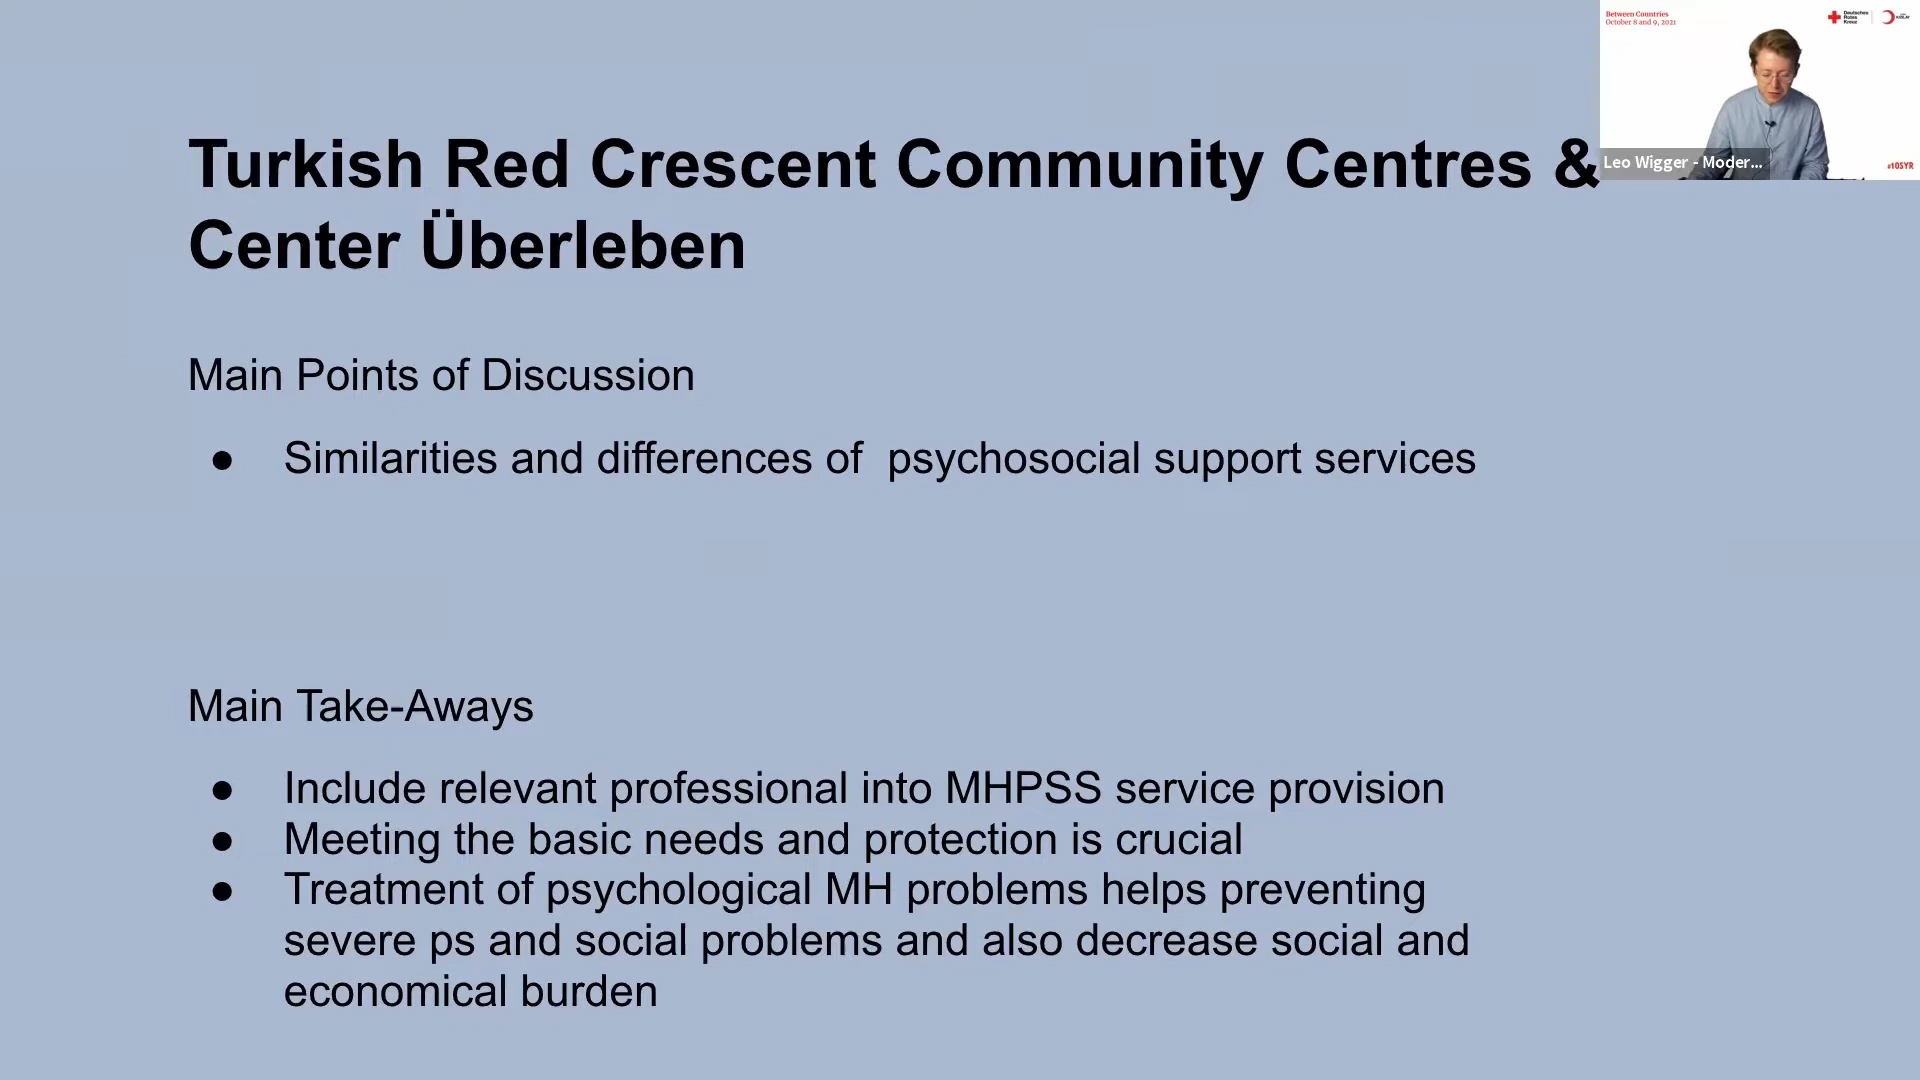 Turkish Red Crescent Community Centres &
Center Überleben
Main Points of Discussion
● Similarities and differences of  psychosocial support services
Main Take-Aways
● Include relevant professional into MHPSS service provision
● Meeting the basic needs and protection is crucial
● Treatment of psychological MH problems helps preventing
severe ps and social problems and also decrease social and
economical burden
Between Countries
October 8 and 9, 2021
Deutsches
Rotes
Kreuz
Leo Wigger - Moder...
#10SYR